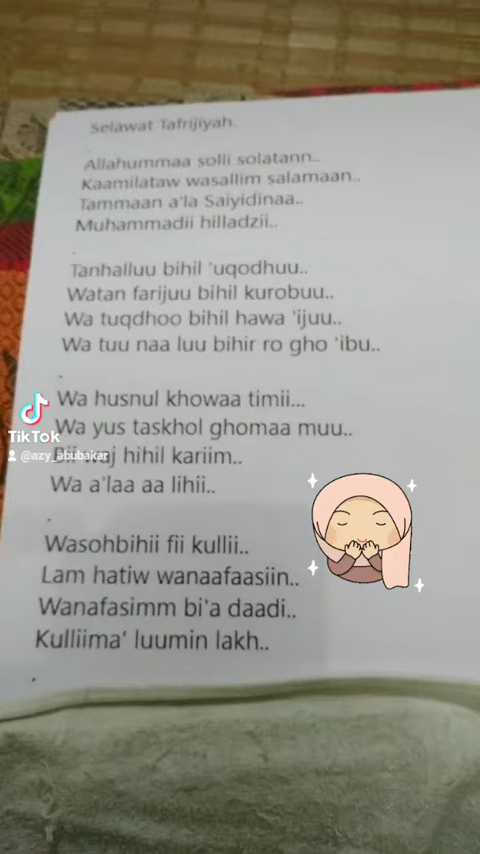 Selawat Tafrijiyah.
Allahummaa solli solatann..
Kaamilataw wasallim salamaan..
Tammaan a'la Saiyidinaa..
Muhammadii hilladzii..
Tanhalluu bihil 'uqodhuu..
Watan farijuu bihil kurobuu..
Wa tuqdhoo bihil hawa 'ijuu..
Wa tuu naa luu bihir ro gho 'ibu..
Wa husnul khowaa timii...
Wa yus taskhol ghomaa muu..
hihil kariim..
Wa a'laa aa lihii..
Wasohbihii fii kullii..
Lam hatiw wanaafaasiin..
Wanafasimm bi'a daadi..
Kulliima' luumin lakh..
TikTok
@azy_abubakar